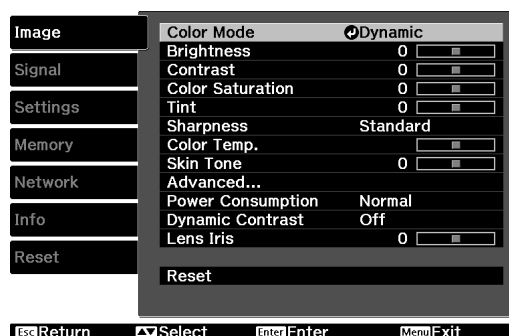 Image
Signal
Settings
Memory
Network
Info
Reset
Color Mode Dynamic
Brightness 0
Contrast 0
Color Saturation 0
Tint 0
Sharpness Standard
Color Temp.
Skin Tone 0
Advanced...
Power Consumption Normal
Dynamic Contrast Off
Lens Iris 0
Reset
Esc Return Select Enter Enter Menu Exit